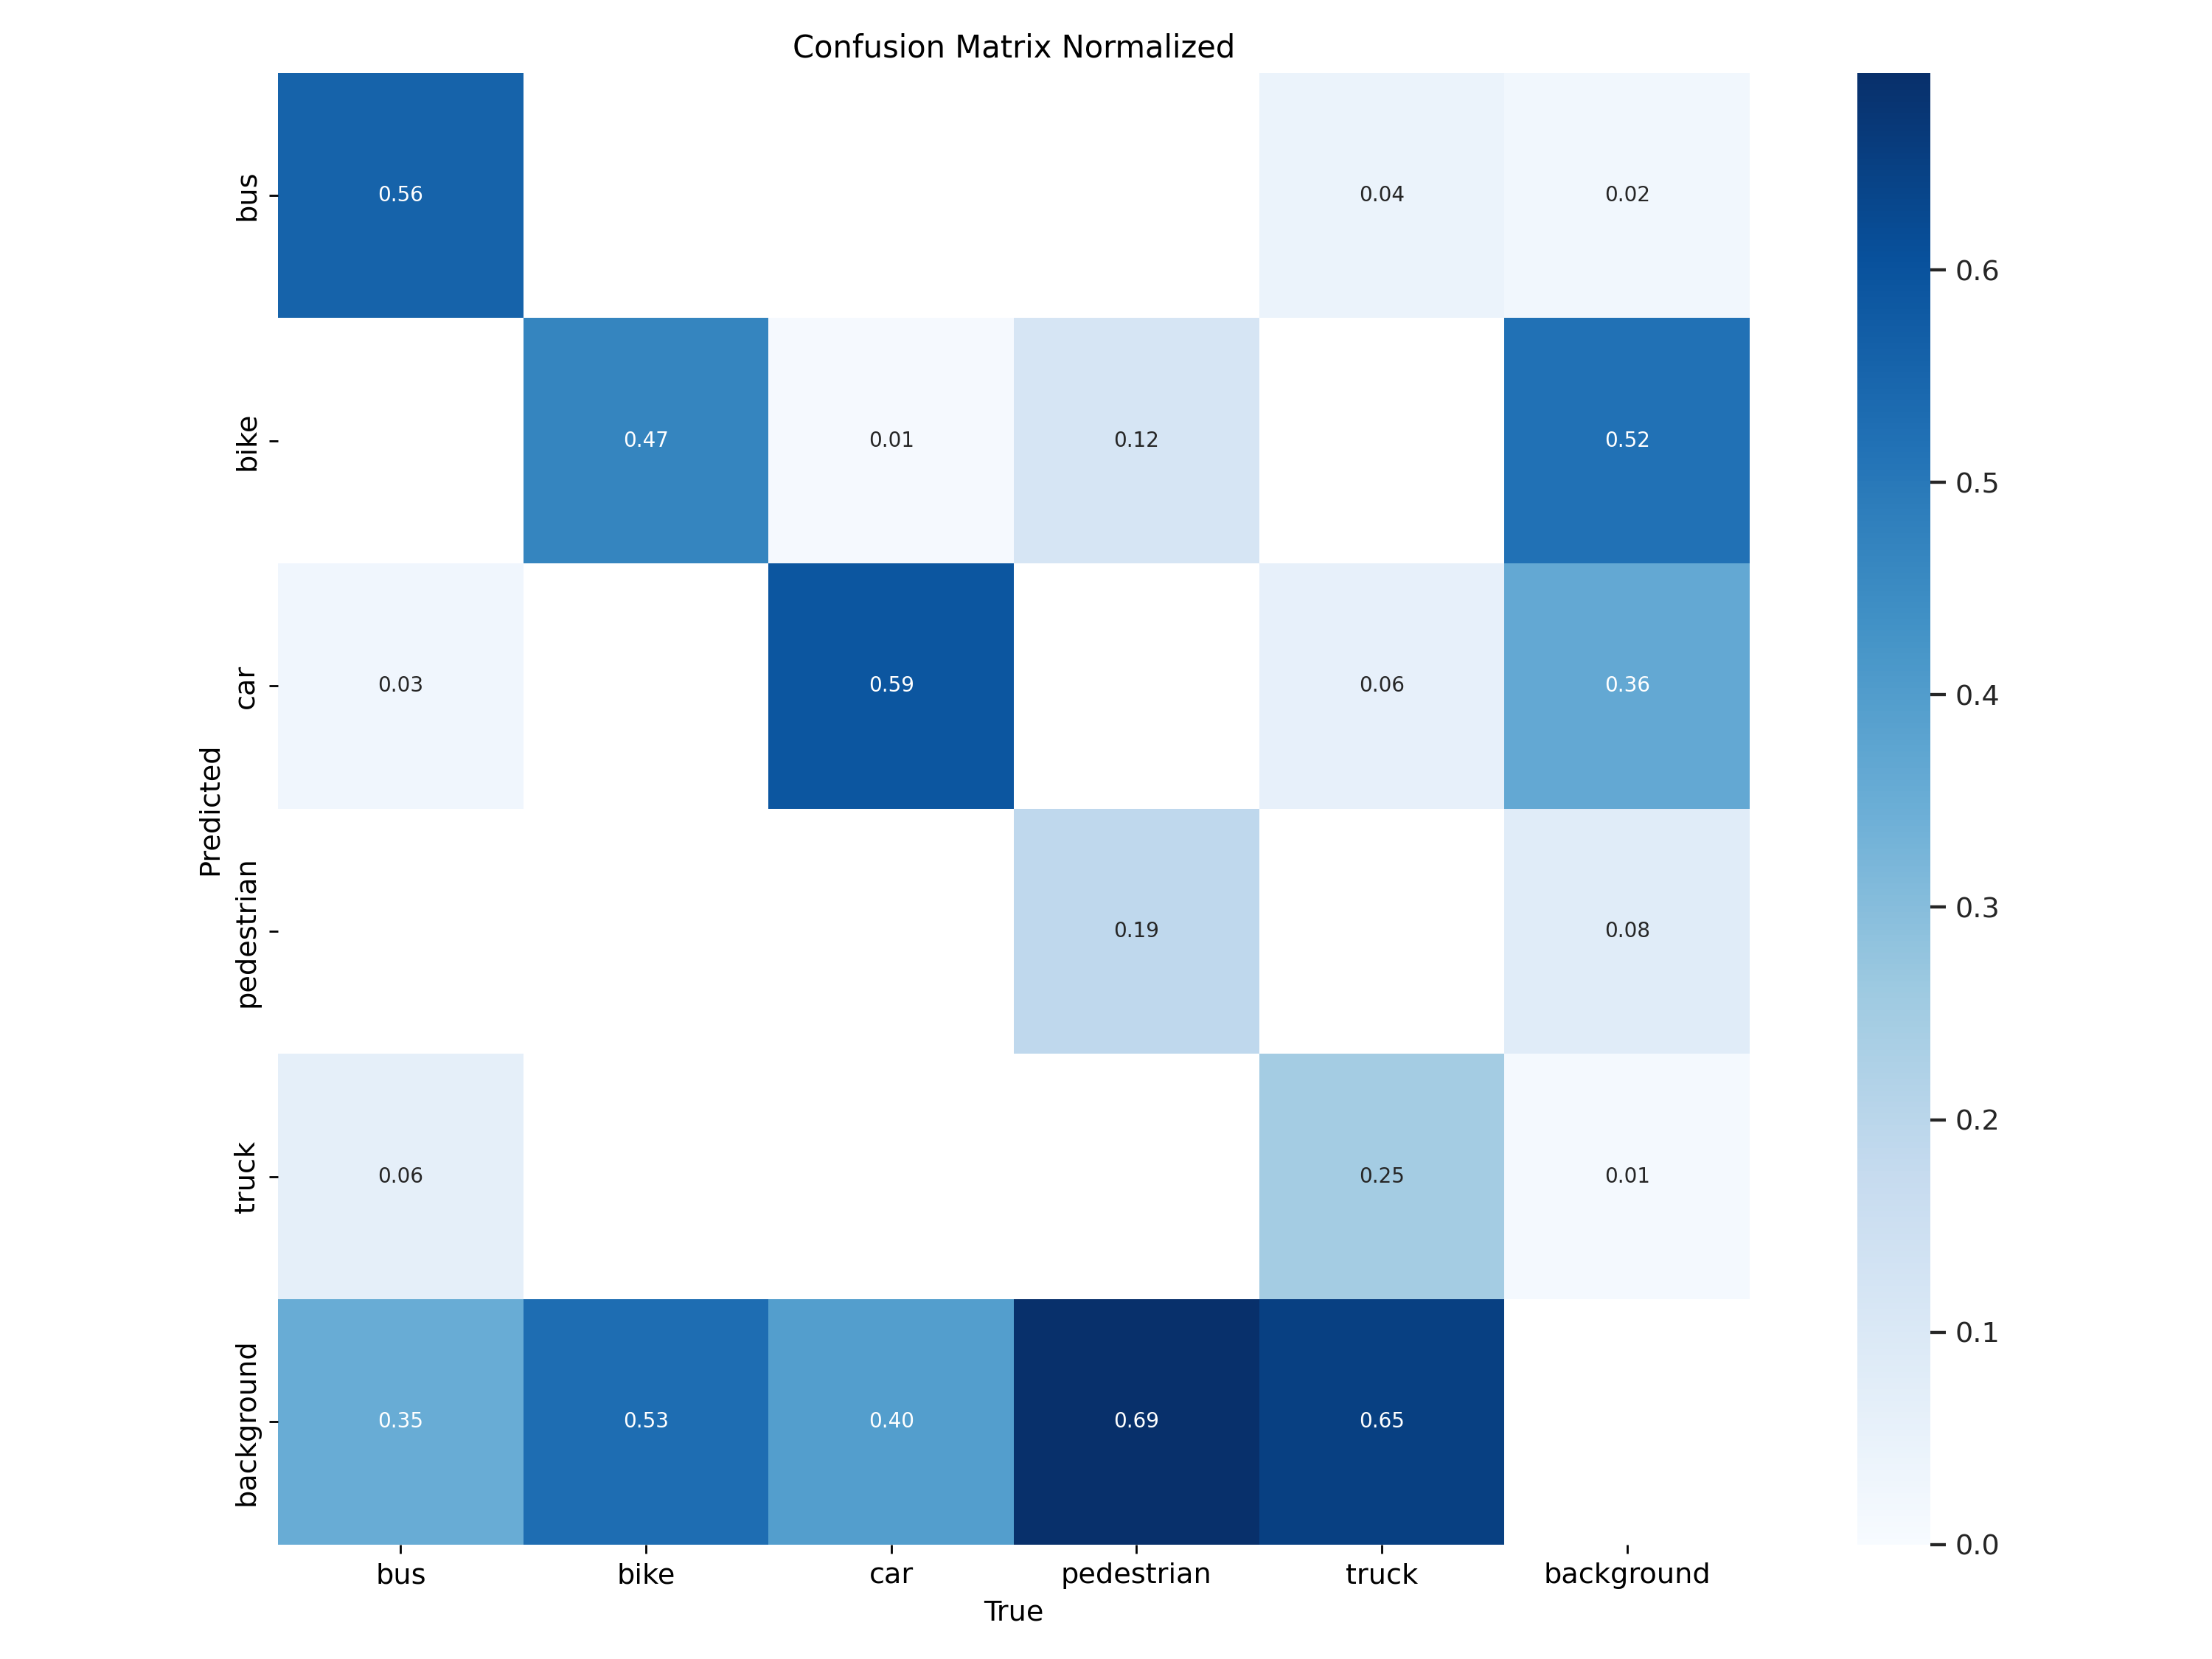 Confusion Matrix Normalized
bus
0.56
0.04
0.02
0.6
bike
0.47
0.01
0.12
0.52
0.5
car
0.03
0.59
0.06
0.36
0.4
Predicted
pedestrian
0.19
0.08
0.3
truck
0.06
0.25
0.01
0.2
background
0.35
0.53
0.40
0.69
0.65
0.1
0.0
bus bike car pedestrian truck background
True